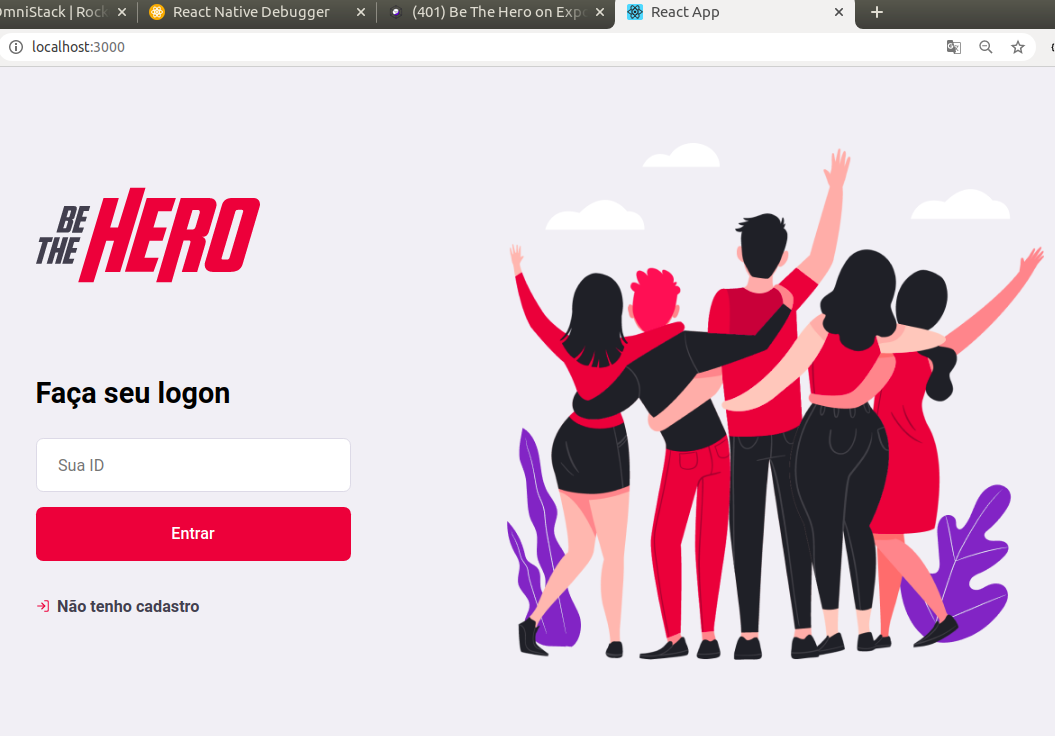 OmniStack | Rock
React Native Debugger
(401) Be The Hero on Expo
React App
localhost:3000
BE
THE HERO
Faça seu logon
Sua ID
Entrar
Não tenho cadastro